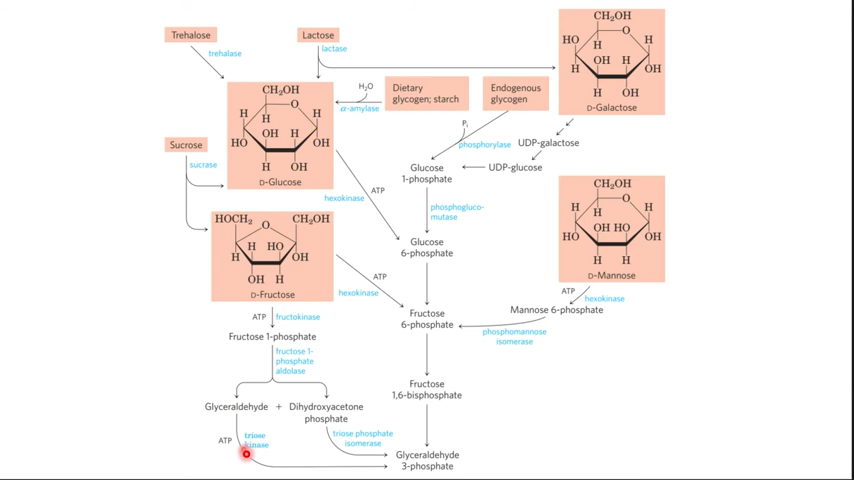 Trehalose
trehalase
Lactose
lactase
CH₂OH
HO
O
H
H
OH
H
H
OH
H
OH
D-Galactose
CH₂OH
H
O
H
H
OH
H
HO
OH
H
OH
D-Glucose
H₂O
α-amylase
Dietary
glycogen; starch
Endogenous
glycogen
Pᵢ
phosphorylase
UDP-galactose
UDP-glucose
Glucose
1-phosphate
Sucrose
sucrase
hexokinase
ATP
phosphogluco-
mutase
Glucose
6-phosphate
HOCH₂
O
CH₂OH
H
H
HO
OH
OH
H
D-Fructose
ATP
hexokinase
CH₂OH
H
O
H
H
OH
HO
HO
OH
H
H
D-Mannose
ATP
hexokinase
Mannose 6-phosphate
phosphomannose
isomerase
Fructose
6-phosphate
ATP
fructokinase
Fructose 1-phosphate
fructose 1-
phosphate
aldolase
Fructose
1,6-bisphosphate
Glyceraldehyde + Dihydroxyacetone
phosphate
ATP
triose
kinase
triose phosphate
isomerase
Glyceraldehyde
3-phosphate